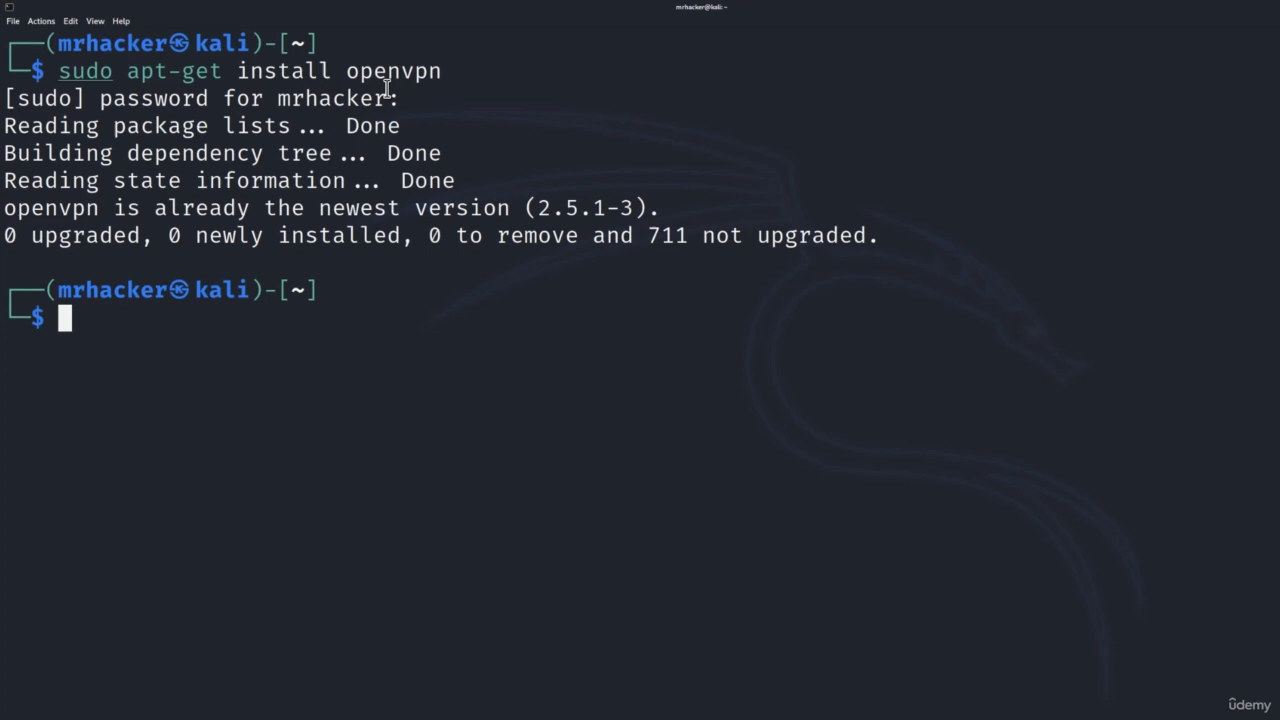 mrhacker@kali:~
File Actions Edit View Help
┌──(mrhacker㉿kali)-[~]
└─$ sudo apt-get install openvpn
[sudo] password for mrhacker:
Reading package lists... Done
Building dependency tree... Done
Reading state information... Done
openvpn is already the newest version (2.5.1-3).
0 upgraded, 0 newly installed, 0 to remove and 711 not upgraded.
┌──(mrhacker㉿kali)-[~]
└─$
ûdemy